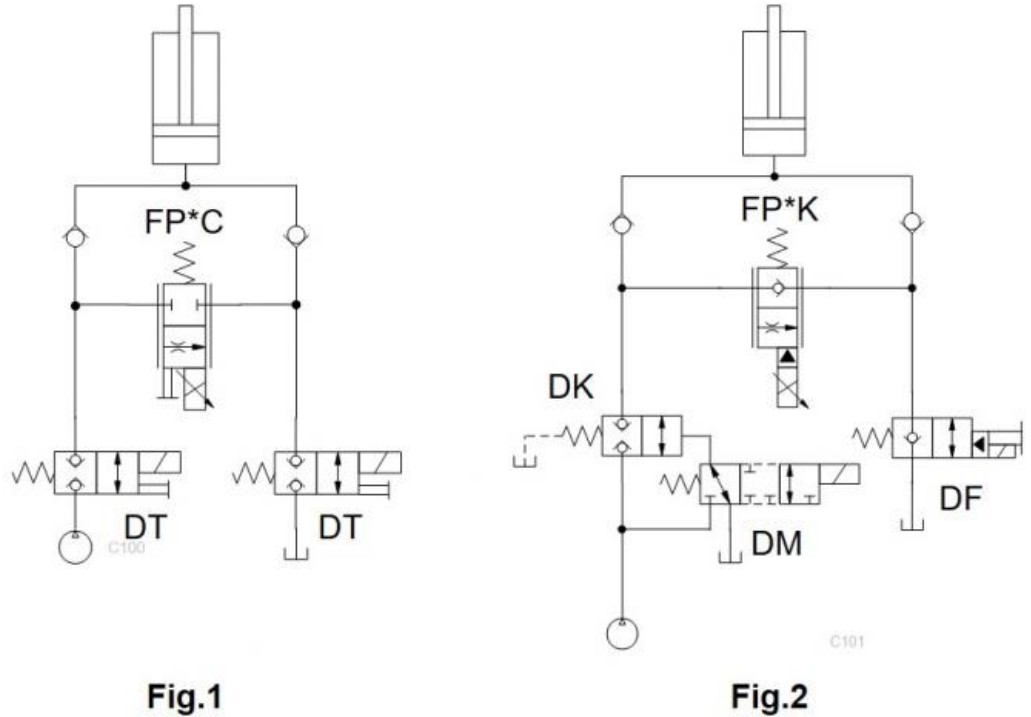 FP*C
FP*K
DK
DT
DT
C100
DM
DF
C101
Fig.1
Fig.2